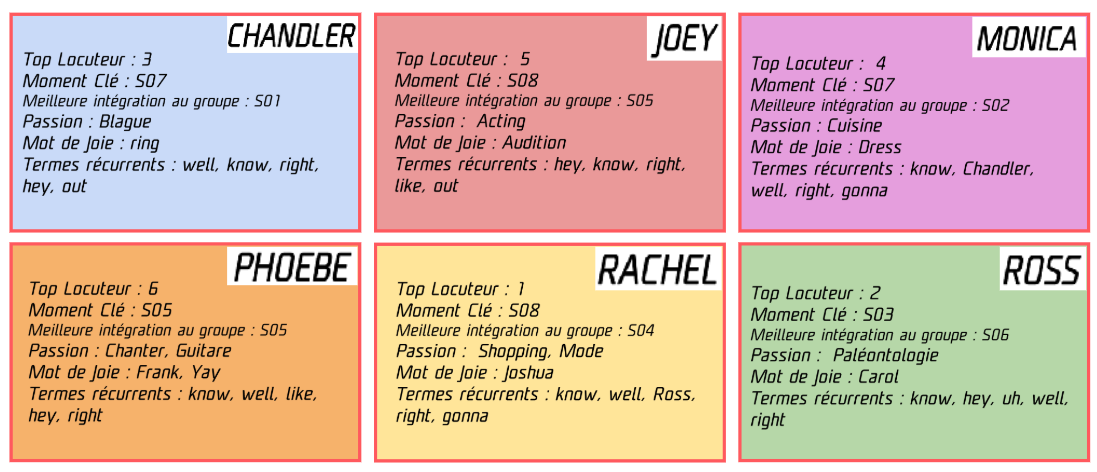 CHANDLER
Top Locuteur : 3
Moment Clé : S07
Meilleure intégration au groupe : S01
Passion : Blague
Mot de Joie : ring
Termes récurrents : well, know, right,
hey, out
JOEY
Top Locuteur : 5
Moment Clé : S08
Meilleure intégration au groupe : S05
Passion : Acting
Mot de Joie : Audition
Termes récurrents : hey, know, right,
like, out
MONICA
Top Locuteur : 4
Moment Clé : S07
Meilleure intégration au groupe : S02
Passion : Cuisine
Mot de Joie : Dress
Termes récurrents : know, Chandler,
well, right, gonna
PHOEBE
Top Locuteur : 6
Moment Clé : S05
Meilleure intégration au groupe : S05
Passion : Chanter, Guitare
Mot de Joie : Frank, Yay
Termes récurrents : know, well, like,
hey, right
RACHEL
Top Locuteur : 1
Moment Clé : S08
Meilleure intégration au groupe : S04
Passion : Shopping, Mode
Mot de Joie : Joshua
Termes récurrents : know, well, Ross,
right, gonna
ROSS
Top Locuteur : 2
Moment Clé : S03
Meilleure intégration au groupe : S06
Passion : Paléontologie
Mot de Joie : Carol
Termes récurrents : know, hey, uh, well,
right